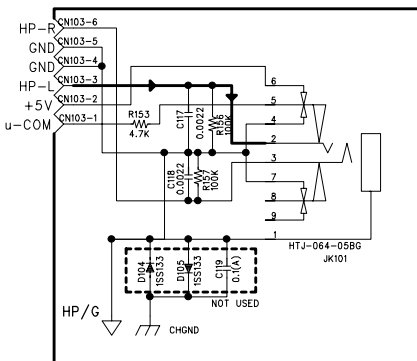 HP-R CN103-6
GND CN103-5
GND CN103-4
HP-L CN103-3
+5V CN103-2
u-COM CN103-1
R153
4.7K
C117
0.0022
R156
100K
C118
0.0022
R157
100K
6
5
4
2
3
7
8
9
1
HTJ-064-05BG
JK101
D104
1SS133
D105
1SS133
C119
0.1(A)
NOT USED
HP/G
CHGND